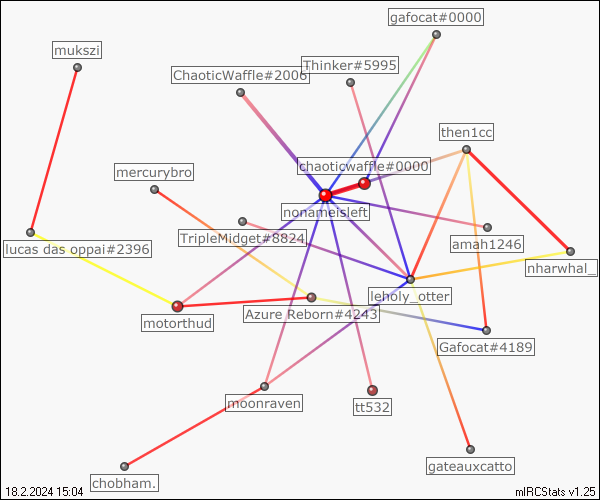 gafocat#0000
mukszi
Thinker#5995
ChaoticWaffle#2006
then1cc
chaoticwaffle#0000
mercurybro
nonameisleft
TripleMidget#8824
amah1246
lucas das oppai#2396
nharwhal_
leholy_otter
Azure Reborn#4243
motorthud
Gafocat#4189
moonraven
tt532
gateauxcatto
chobham.
18.2.2024 15:04
mIRCStats v1.25